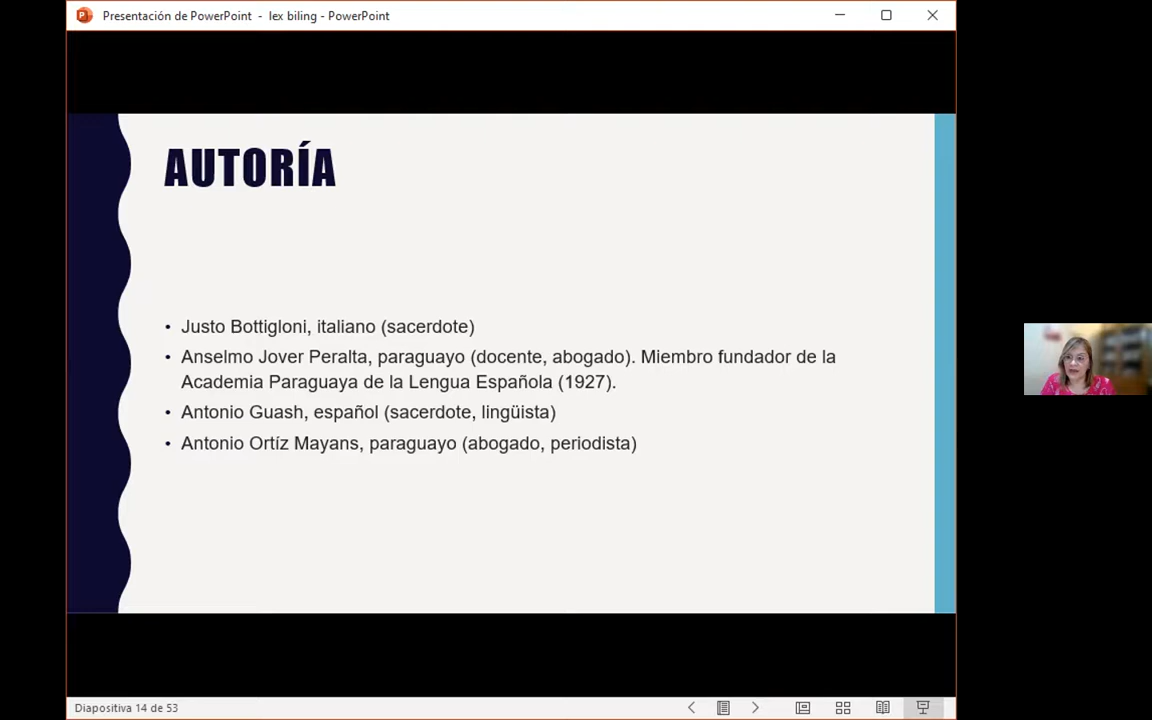 Presentación de PowerPoint - lex biling - PowerPoint
AUTORÍA
• Justo Bottigloni, italiano (sacerdote)
• Anselmo Jover Peralta, paraguayo (docente, abogado). Miembro fundador de la
Academia Paraguaya de la Lengua Española (1927).
• Antonio Guash, español (sacerdote, lingüista)
• Antonio Ortíz Mayans, paraguayo (abogado, periodista)
Diapositiva 14 de 53